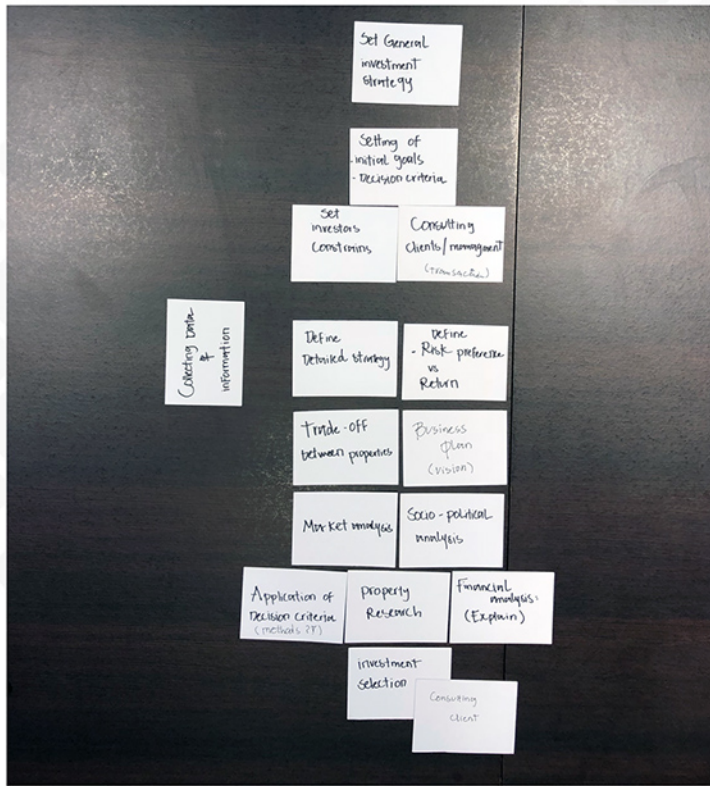 Set General
investment
strategy
Setting of
- initial goals
- Decision criteria
Set
investors
constrains
Consulting
clients/managment
(transaction)
Collecting Data
&
information
Define
Detailed strategy
Define
- Risk preference
vs
Return
Trade-off
between properties
Business
plan
(vision)
Market analysis
Socio-political
analysis
Application of
Decision criteria
(methods ??)
property
Research
Financial
analysis:
(Explain)
investment
selection
Consulting
client